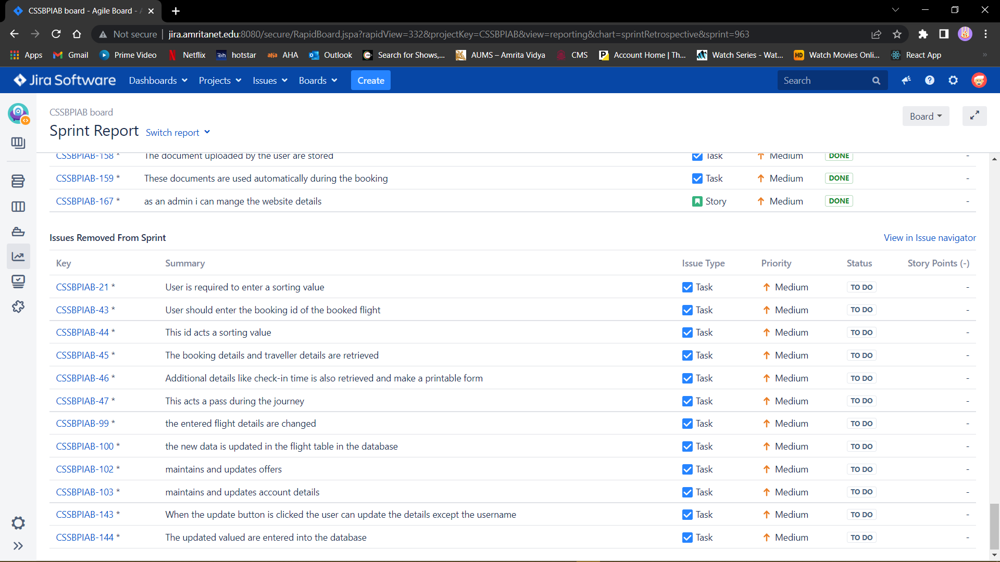 CSSBPIAB board - Agile Board -
Not secure | jira.amritanet.edu:8080/secure/RapidBoard.jspa?rapidView=332&projectKey=CSSBPIAB&view=reporting&chart=sprintRetrospective&sprint=963
Apps Gmail Prime Video Netflix hotstar AHA Outlook Search for Shows,... AUMS – Amrita Vidya CMS Account Home | Th... Watch Series - Wat... HD Watch Movies Onli... React App »
Jira Software Dashboards Projects Issues Boards Create Search
CSSBPIAB board
Board
Sprint Report Switch report
CSSBPIAB-158 * The document uploaded by the user are stored Task Medium DONE -
CSSBPIAB-159 * These documents are used automatically during the booking Task Medium DONE -
CSSBPIAB-167 * as an admin i can mange the website details Story Medium DONE -
Issues Removed From Sprint View in Issue navigator
Key Summary Issue Type Priority Status Story Points (-)
CSSBPIAB-21 * User is required to enter a sorting value Task Medium TO DO -
CSSBPIAB-43 * User should enter the booking id of the booked flight Task Medium TO DO -
CSSBPIAB-44 * This id acts a sorting value Task Medium TO DO -
CSSBPIAB-45 * The booking details and traveller details are retrieved Task Medium TO DO -
CSSBPIAB-46 * Additional details like check-in time is also retrieved and make a printable form Task Medium TO DO -
CSSBPIAB-47 * This acts a pass during the journey Task Medium TO DO -
CSSBPIAB-99 * the entered flight details are changed Task Medium TO DO -
CSSBPIAB-100 * the new data is updated in the flight table in the database Task Medium TO DO -
CSSBPIAB-102 * maintains and updates offers Task Medium TO DO -
CSSBPIAB-103 * maintains and updates account details Task Medium TO DO -
CSSBPIAB-143 * When the update button is clicked the user can update the details except the username Task Medium TO DO -
CSSBPIAB-144 * The updated valued are entered into the database Task Medium TO DO -